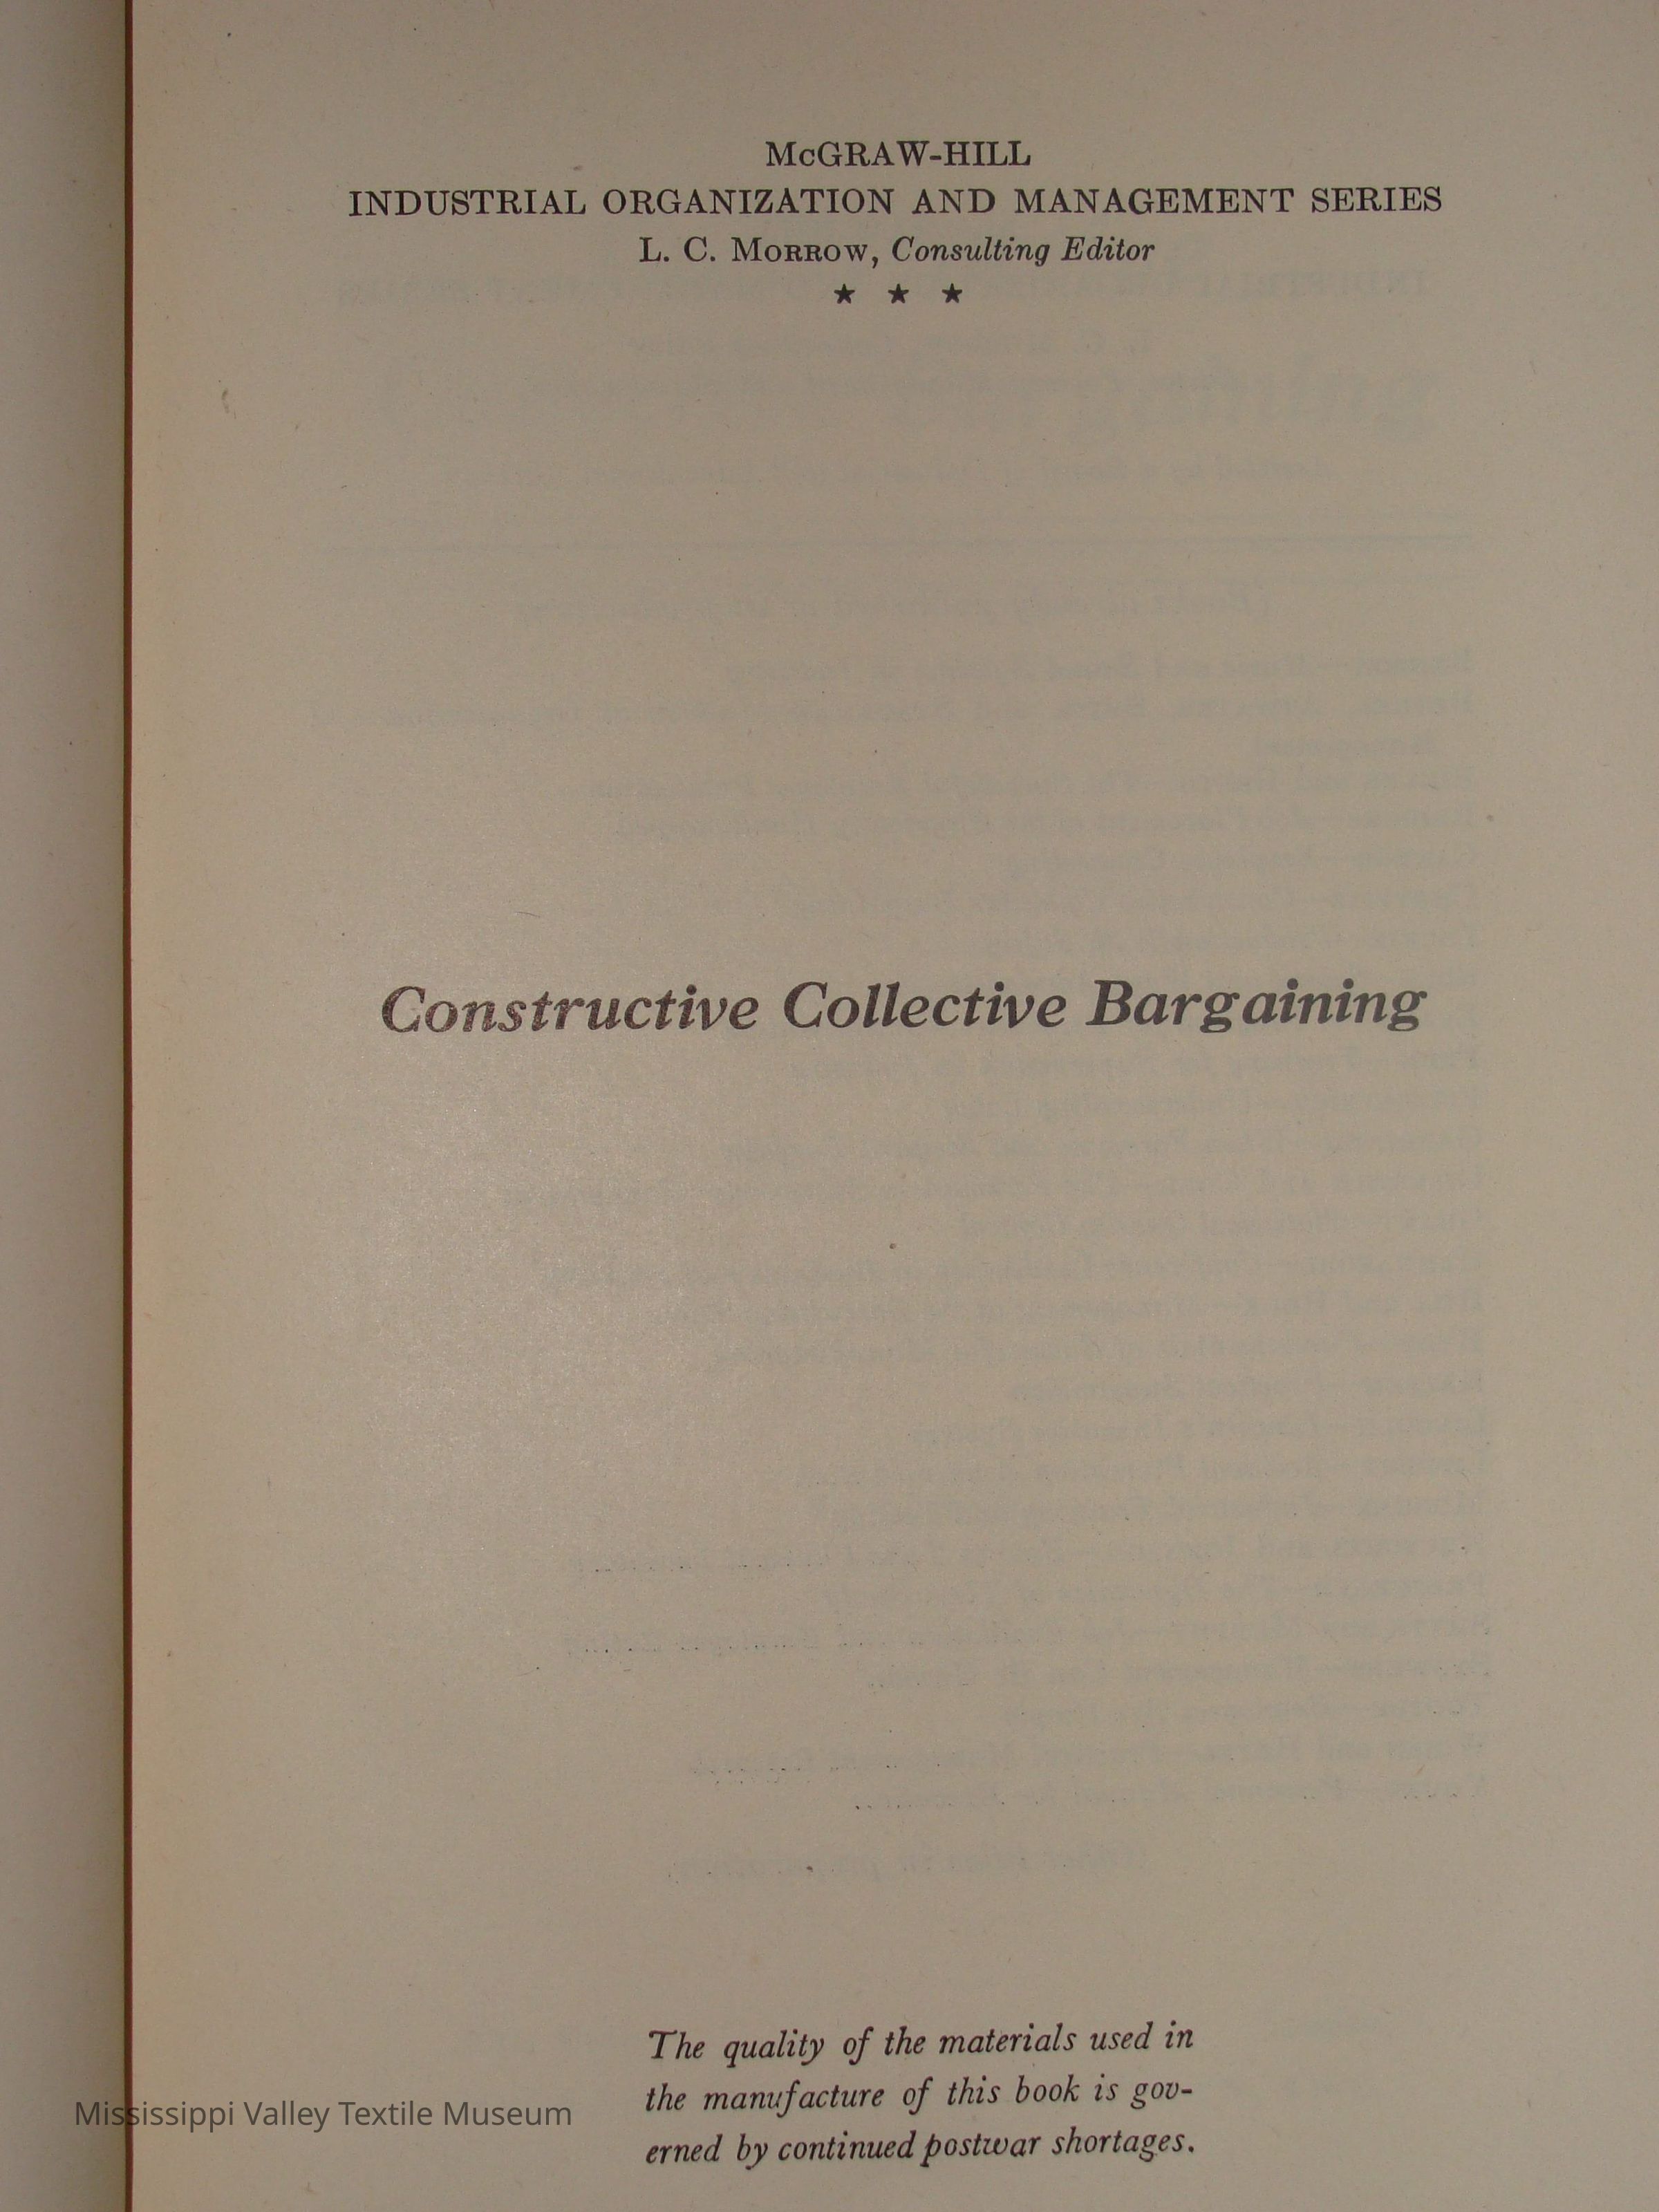 McGRAW-HILL
INDUSTRIAL ORGANIZATION AND MANAGEMENT SERIES
L. C. MORROW, Consulting Editor
★ ★ ★
Constructive Collective Bargaining
The quality of the materials used in
the manufacture of this book is gov-
erned by continued postwar shortages.
Mississippi Valley Textile Museum